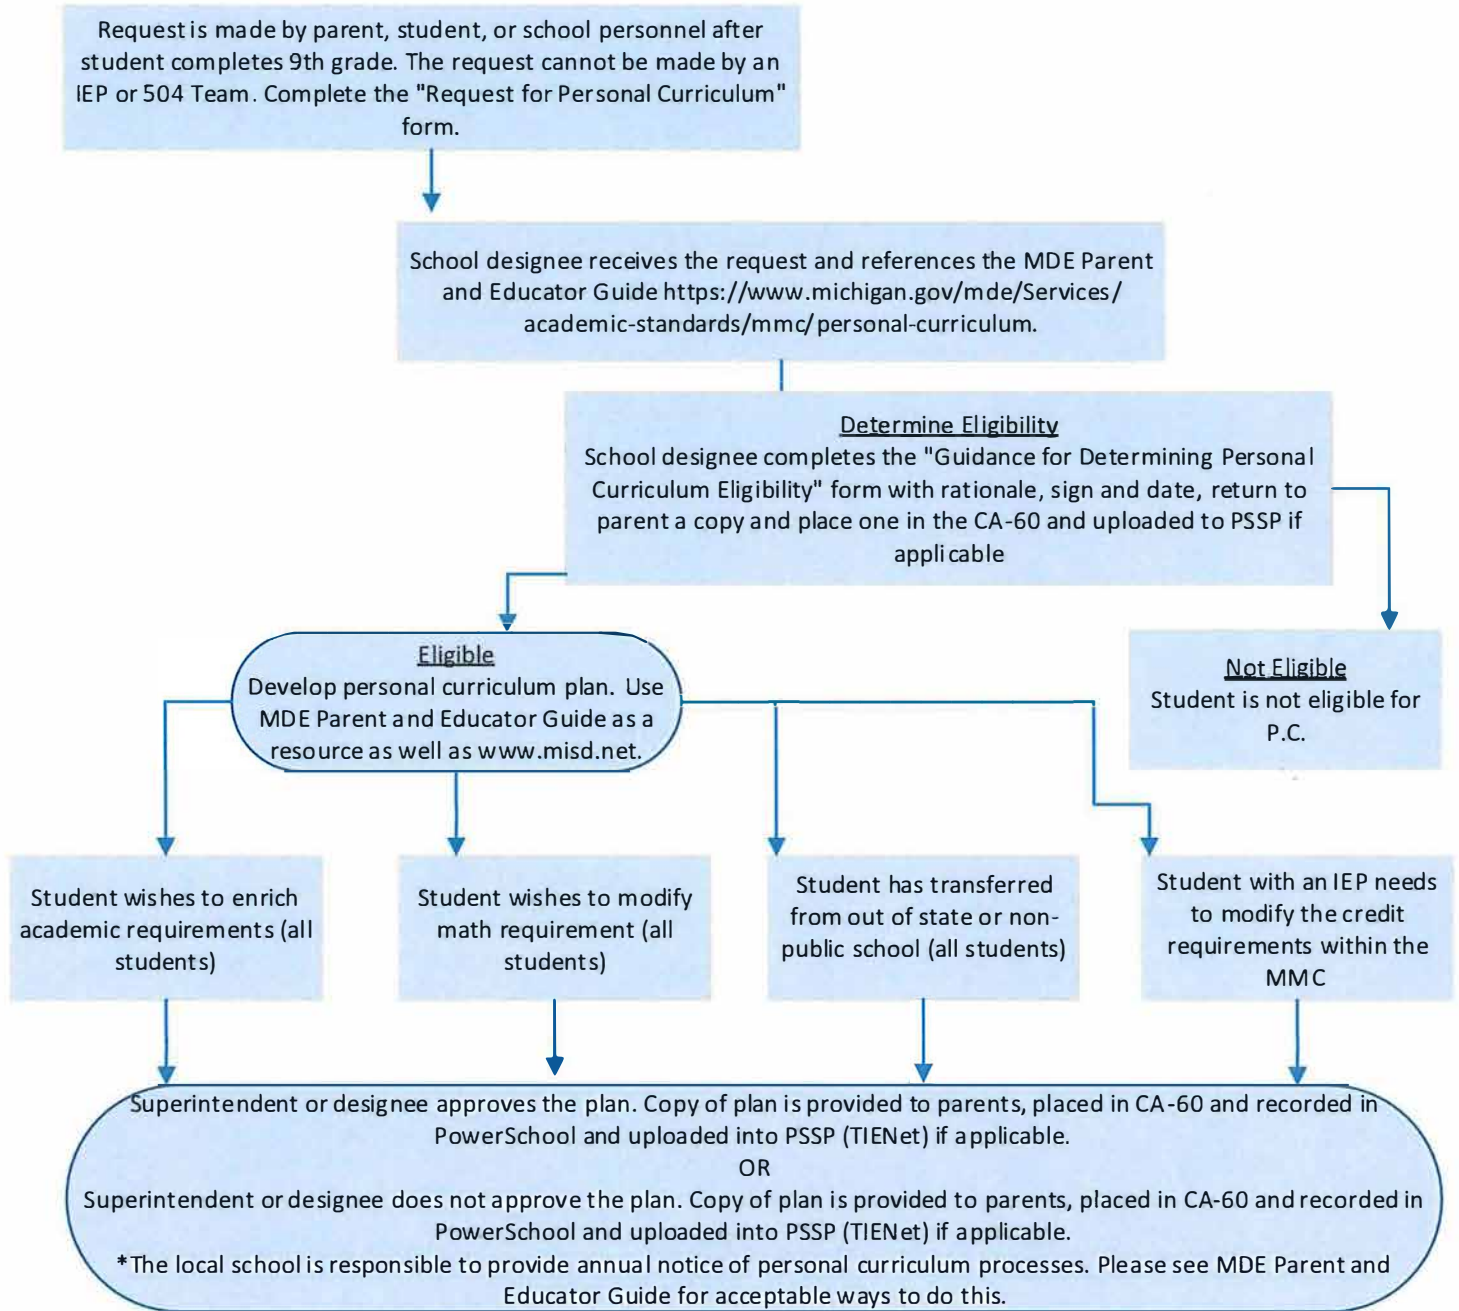 Request is made by parent, student, or school personnel after
student completes 9th grade. The request cannot be made by an
IEP or 504 Team. Complete the "Request for Personal Curriculum"
form.
School designee receives the request and references the MDE Parent
and Educator Guide https://www.michigan.gov/mde/Services/
academic-standards/mmc/personal-curriculum.
Determine Eligibility
School designee completes the "Guidance for Determining Personal
Curriculum Eligibility" form with rationale, sign and date, return to
parent a copy and place one in the CA-60 and uploaded to PSSP if
applicable
Eligible
Develop personal curriculum plan. Use
MDE Parent and Educator Guide as a
resource as well as www.misd.net.
Not Eligible
Student is not eligible for
P.C.
Student wishes to enrich
academic requirements (all
students)
Student wishes to modify
math requirement (all
students)
Student has transferred
from out of state or non-
public school (all students)
Student with an IEP needs
to modify the credit
requirements within the
MMC
Superintendent or designee approves the plan. Copy of plan is provided to parents, placed in CA-60 and recorded in
PowerSchool and uploaded into PSSP (TIENet) if applicable.
OR
Superintendent or designee does not approve the plan. Copy of plan is provided to parents, placed in CA-60 and recorded in
PowerSchool and uploaded into PSSP (TIENet) if applicable.
*The local school is responsible to provide annual notice of personal curriculum processes. Please see MDE Parent and
Educator Guide for acceptable ways to do this.